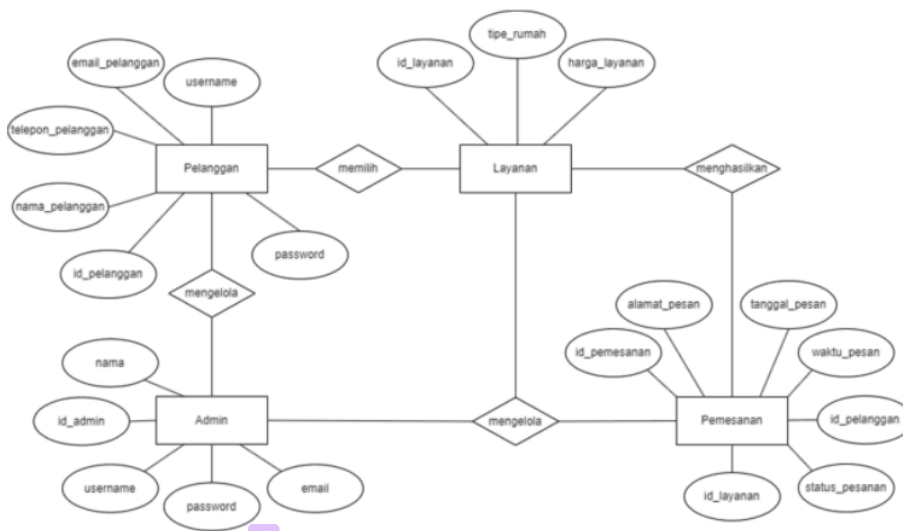 tipe_rumah
email_pelanggan
id_layanan
harga_layanan
username
telepon_pelanggan
Pelanggan
memilih
Layanan
menghasilkan
nama_pelanggan
password
id_pelanggan
mengelola
alamat_pesan
tanggal_pesan
id_pemesanan
waktu_pesan
nama
id_admin
Admin
mengelola
Pemesanan
id_pelanggan
username
email
status_pesanan
password
id_layanan